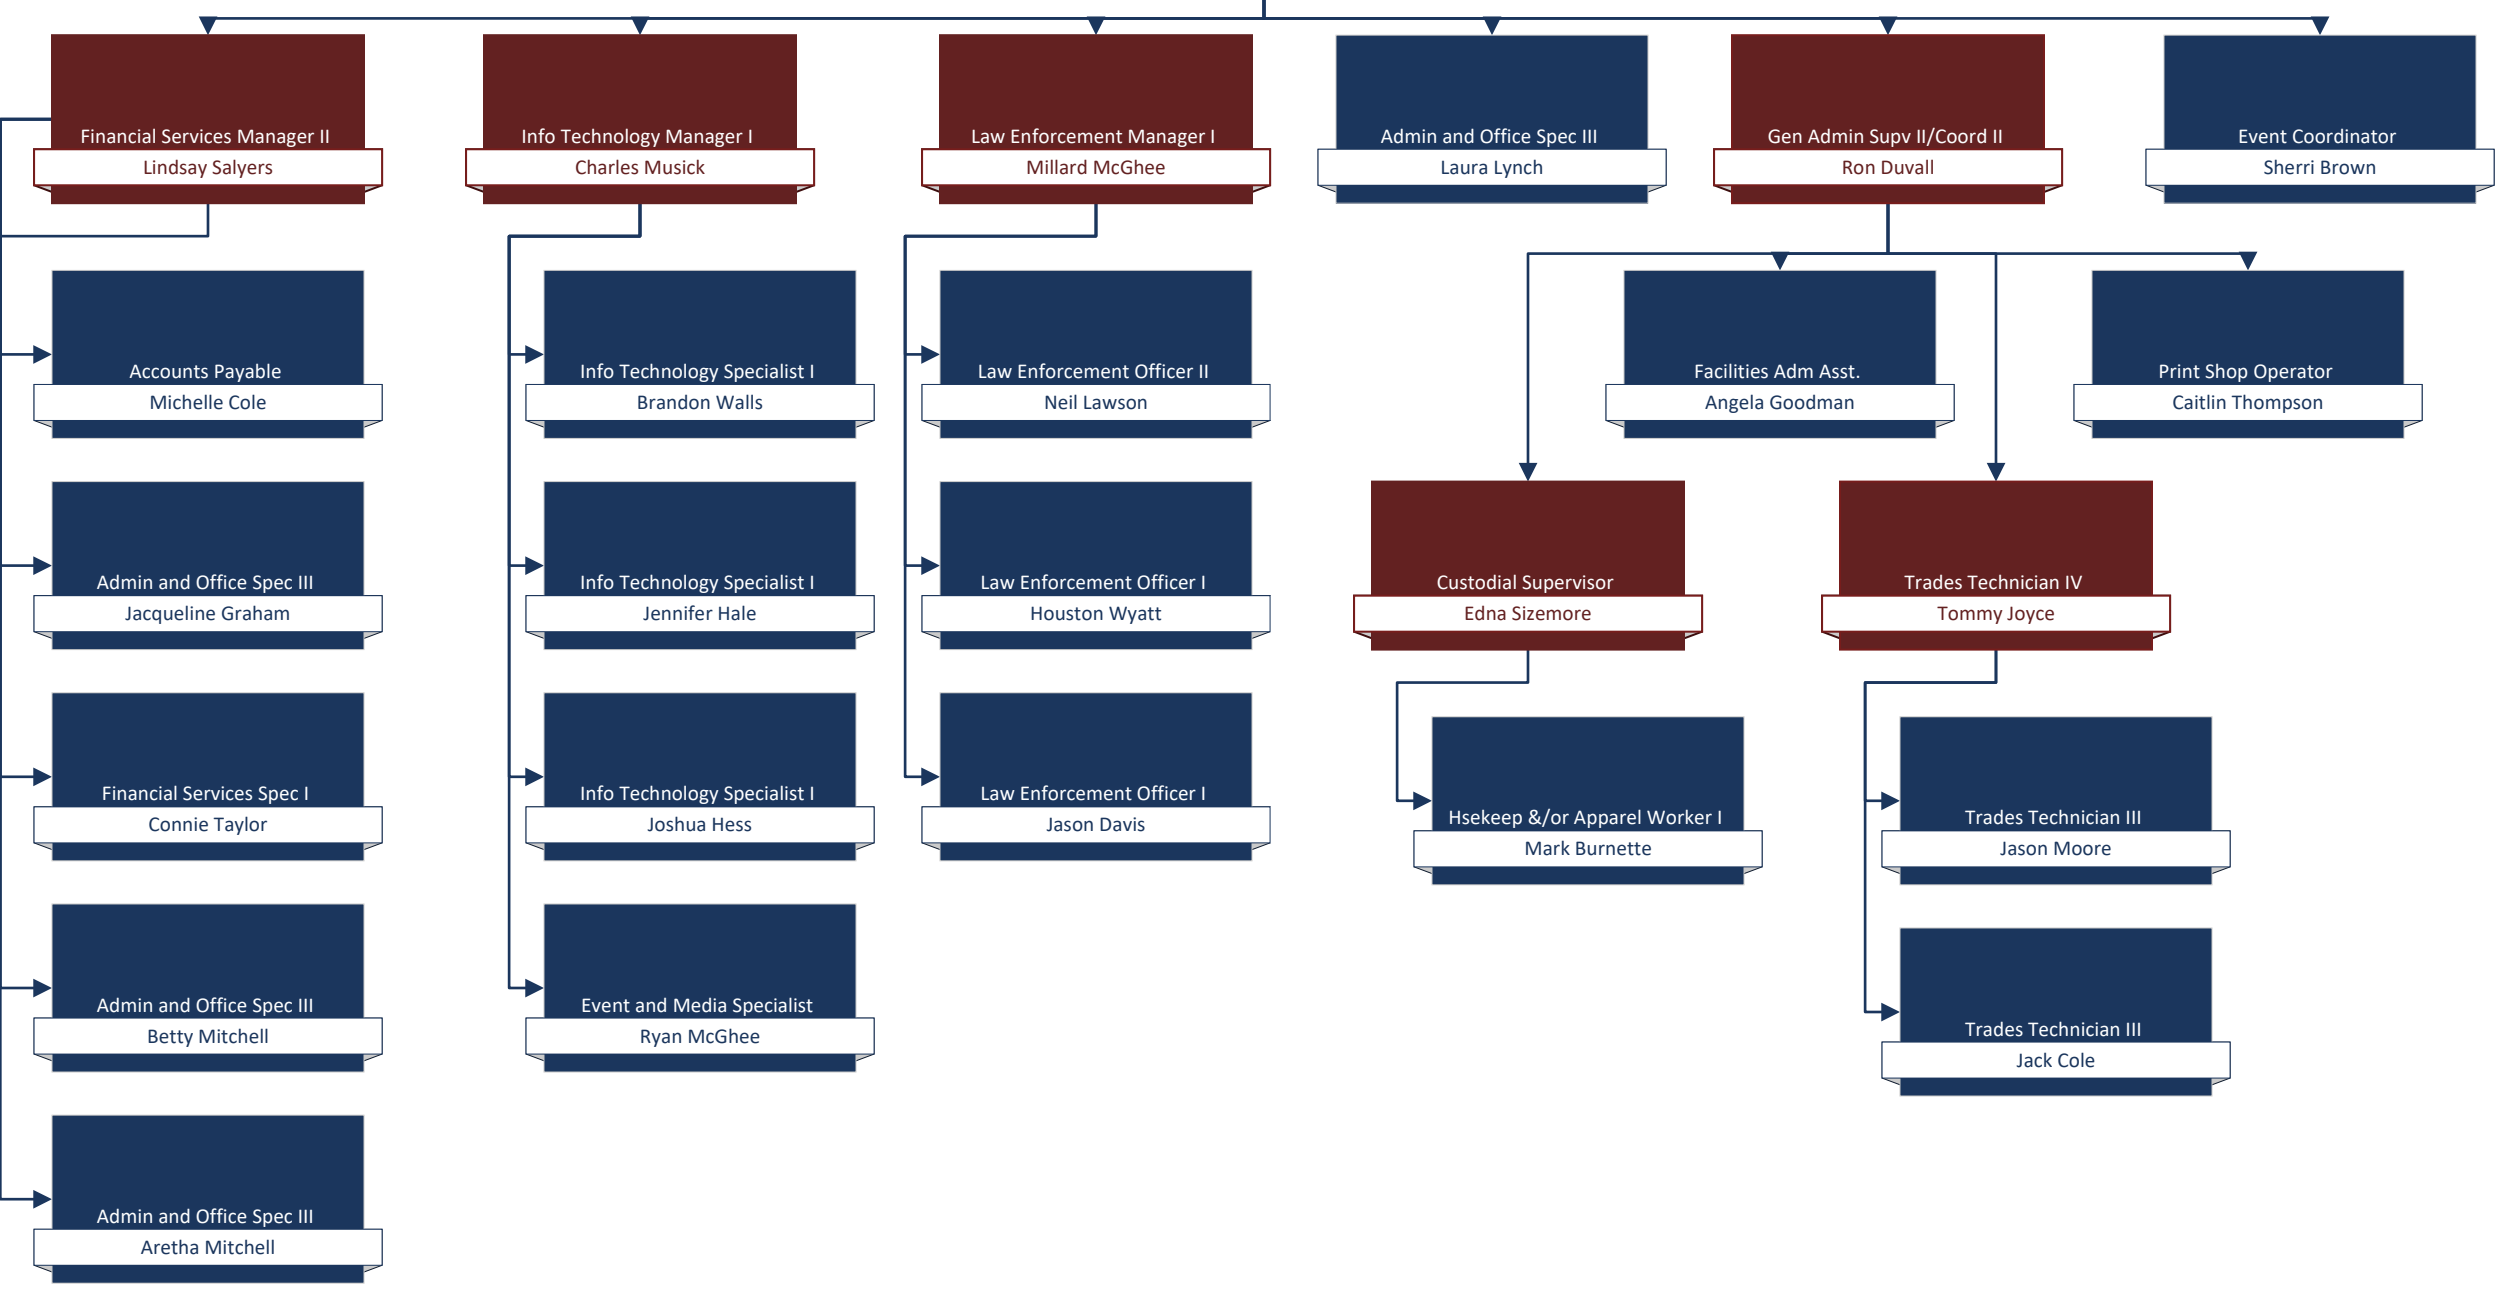 Financial Services Manager II
Lindsay Salyers
Info Technology Manager I
Charles Musick
Law Enforcement Manager I
Millard McGhee
Admin and Office Spec III
Laura Lynch
Gen Admin Supv II/Coord II
Ron Duvall
Event Coordinator
Sherri Brown
Accounts Payable
Michelle Cole
Info Technology Specialist I
Brandon Walls
Law Enforcement Officer II
Neil Lawson
Facilities Adm Asst.
Angela Goodman
Print Shop Operator
Caitlin Thompson
Admin and Office Spec III
Jacqueline Graham
Info Technology Specialist I
Jennifer Hale
Law Enforcement Officer I
Houston Wyatt
Custodial Supervisor
Edna Sizemore
Trades Technician IV
Tommy Joyce
Financial Services Spec I
Connie Taylor
Info Technology Specialist I
Joshua Hess
Law Enforcement Officer I
Jason Davis
Hsekeep &/or Apparel Worker I
Mark Burnette
Trades Technician III
Jason Moore
Admin and Office Spec III
Betty Mitchell
Event and Media Specialist
Ryan McGhee
Trades Technician III
Jack Cole
Admin and Office Spec III
Aretha Mitchell